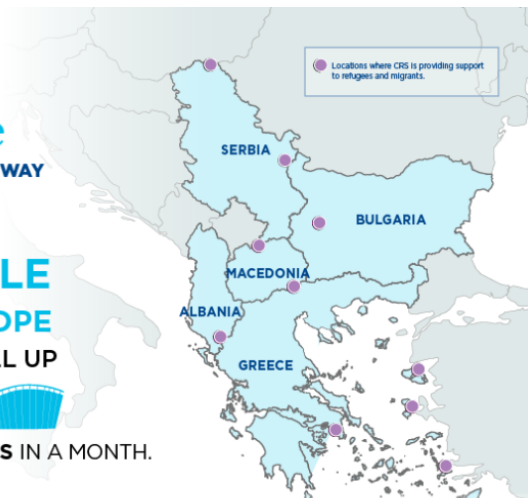 Locations where CRS is providing support
to refugees and migrants.
e
WAY
LE
OPE
L UP
S IN A MONTH.
SERBIA
BULGARIA
MACEDONIA
ALBANIA
GREECE